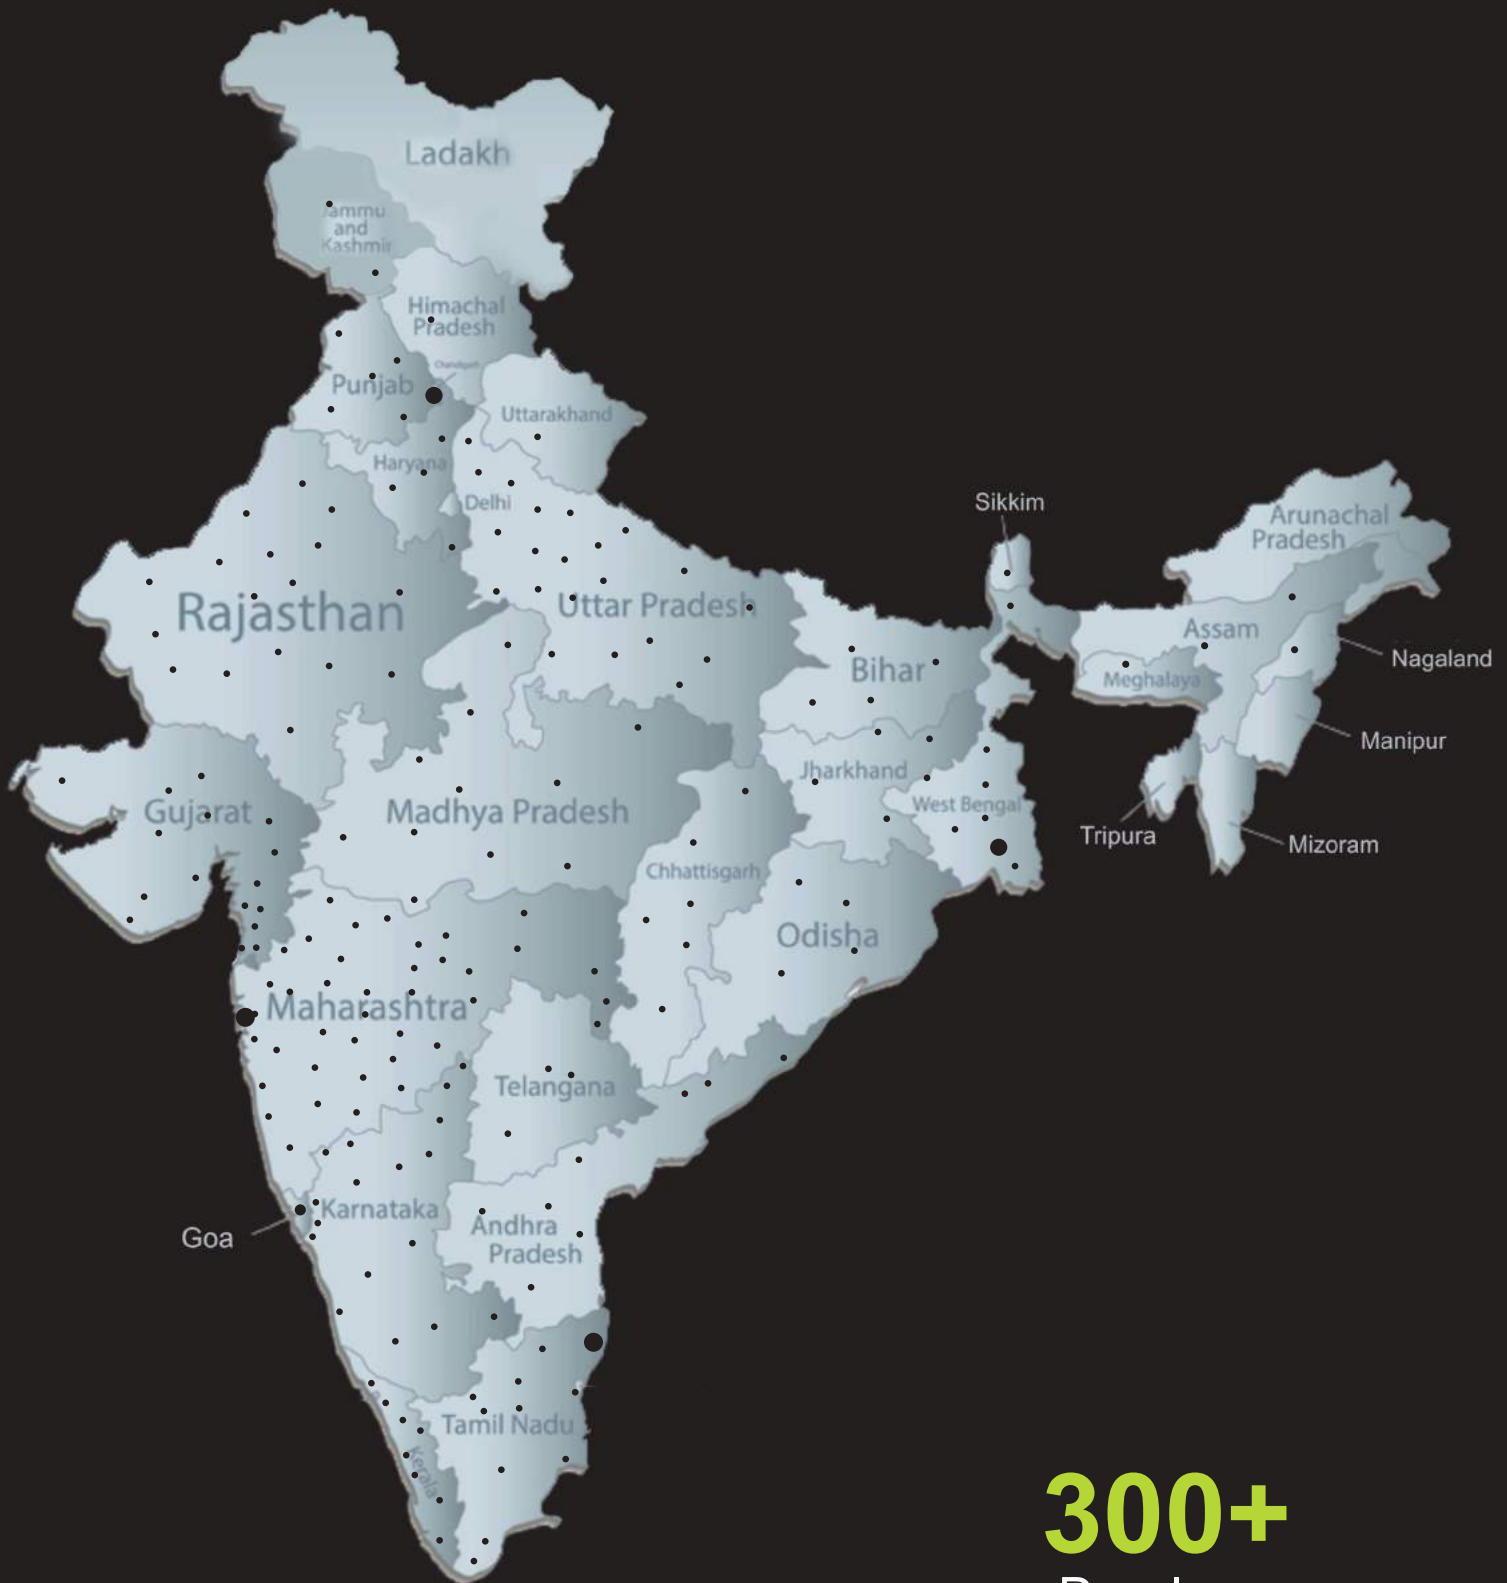 Ladakh
Jammu
and
Kashmir
Himachal
Pradesh
Chandigarh
Punjab
Uttarakhand
Haryana
Delhi
Sikkim
Arunachal
Pradesh
Rajasthan
Uttar Pradesh
Assam
Nagaland
Bihar
Meghalaya
Manipur
Jharkhand
Gujarat
Madhya Pradesh
West Bengal
Tripura
Mizoram
Chhattisgarh
Odisha
Maharashtra
Telangana
Karnataka
Goa
Andhra
Pradesh
Tamil Nadu
Kerala
300+